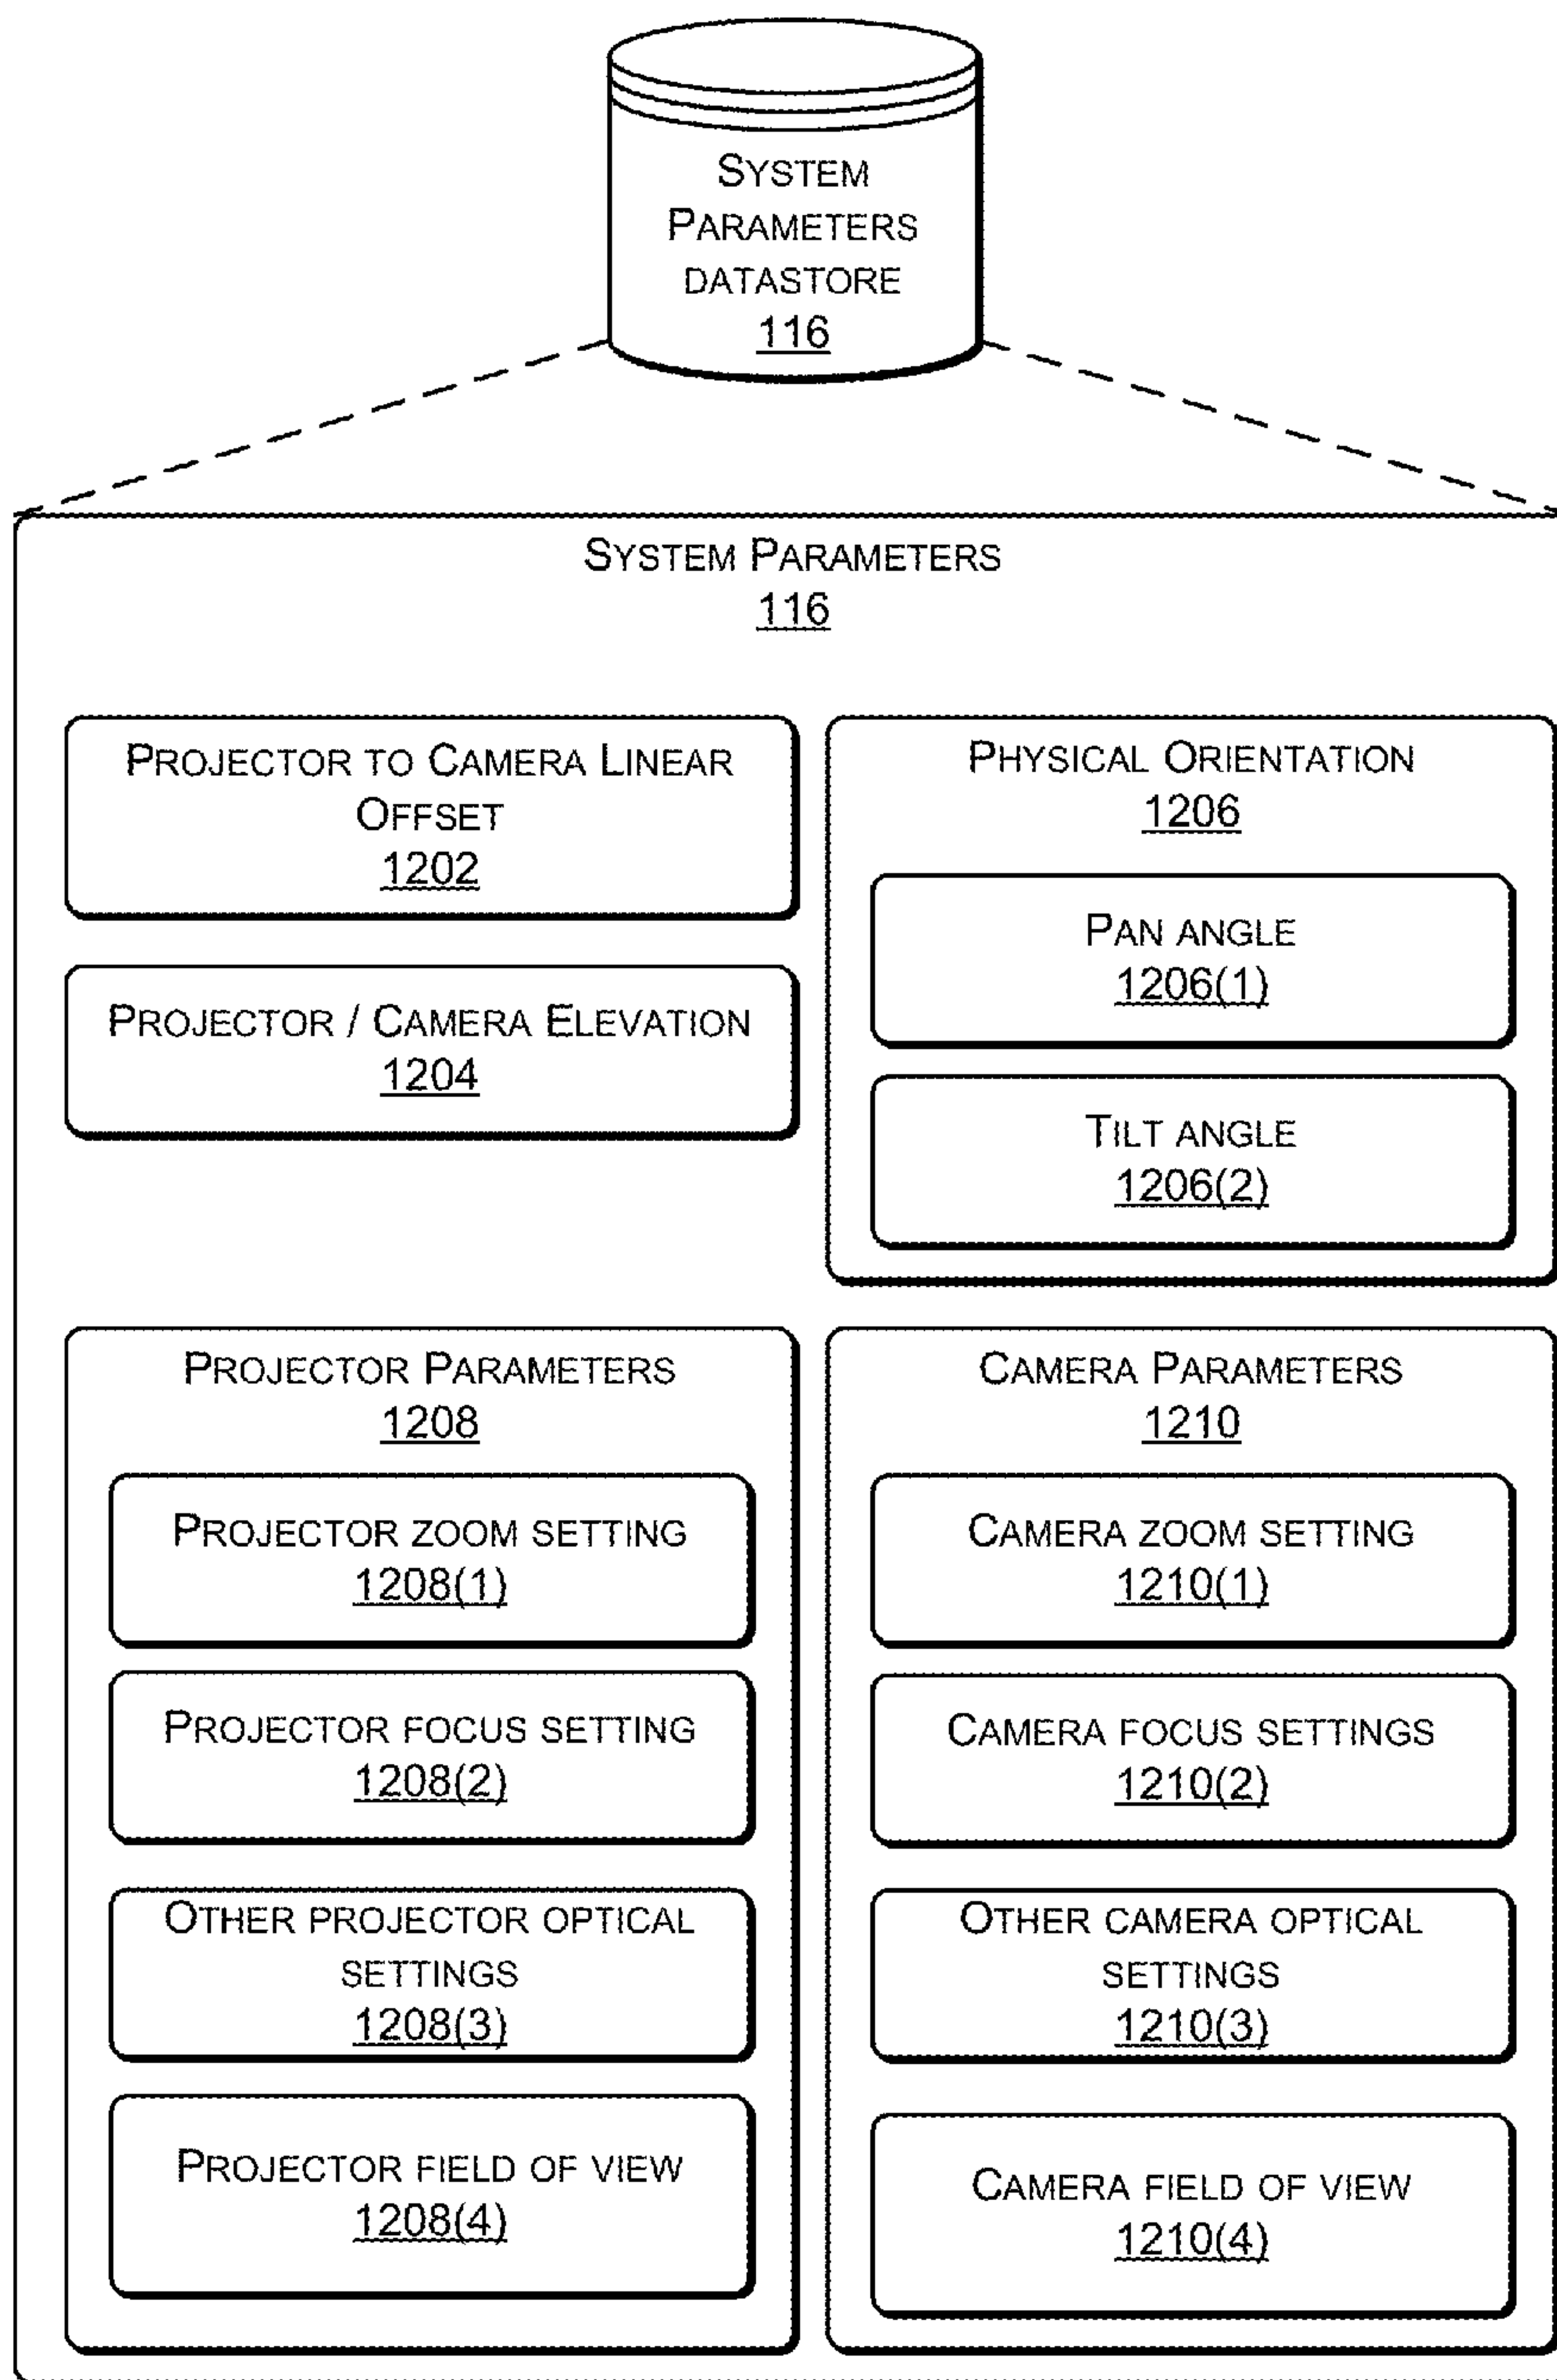 SYSTEM
PARAMETERS
DATASTORE
116
SYSTEM PARAMETERS
116
PROJECTOR TO CAMERA LINEAR
OFFSET
1202
PROJECTOR / CAMERA ELEVATION
1204
PHYSICAL ORIENTATION
1206
PAN ANGLE
1206(1)
TILT ANGLE
1206(2)
PROJECTOR PARAMETERS
1208
PROJECTOR ZOOM SETTING
1208(1)
PROJECTOR FOCUS SETTING
1208(2)
OTHER PROJECTOR OPTICAL
SETTINGS
1208(3)
PROJECTOR FIELD OF VIEW
1208(4)
CAMERA PARAMETERS
1210
CAMERA ZOOM SETTING
1210(1)
CAMERA FOCUS SETTINGS
1210(2)
OTHER CAMERA OPTICAL
SETTINGS
1210(3)
CAMERA FIELD OF VIEW
1210(4)